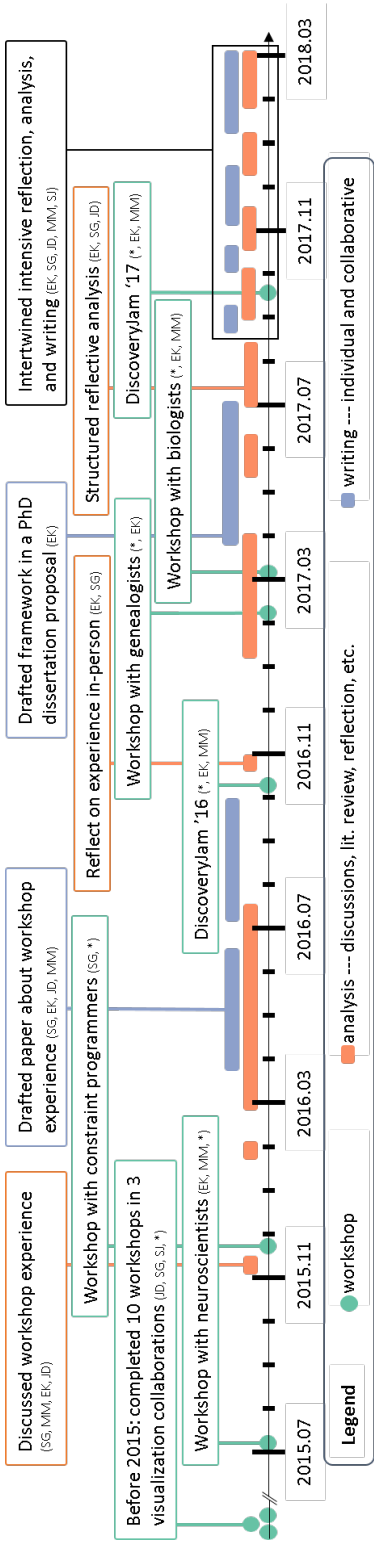 Discussed workshop experience
(SG, MM, EK, JD)
Drafted paper about workshop
experience (SG, EK, JD, MM)
Drafted framework in a PhD
dissertation proposal (EK)
Intertwined intensive reflection, analysis,
and writing (EK, SG, JD, MM, SJ)
Workshop with constraint programmers (SG, *)
Reflect on experience in-person (EK, SG)
Structured reflective analysis (EK, SG, JD)
Before 2015: completed 10 workshops in 3
visualization collaborations (JD, SG, SJ, *)
Workshop with genealogists (*, EK)
DiscoveryJam ’17 (*, EK, MM)
Workshop with neuroscientists (EK, MM, *)
DiscoveryJam ’16 (*, EK, MM)
Workshop with biologists (*, EK, MM)
2015.07
2015.11
2016.03
2016.07
2016.11
2017.03
2017.07
2017.11
2018.03
Legend
workshop
analysis --- discussions, lit. review, reflection, etc.
writing --- individual and collaborative